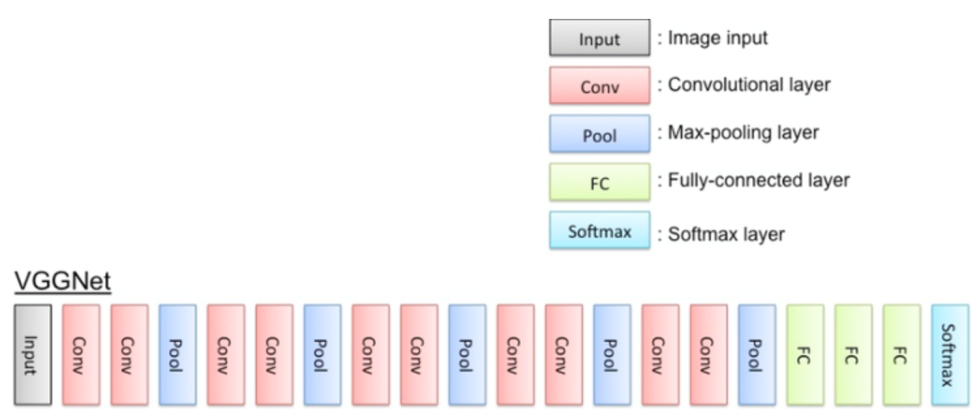 Input : Image input
Conv : Convolutional layer
Pool : Max-pooling layer
FC : Fully-connected layer
Softmax : Softmax layer
VGGNet
Input Conv Conv Pool Conv Conv Pool Conv Conv Pool Conv Conv Pool Conv Conv Pool FC FC FC Softmax